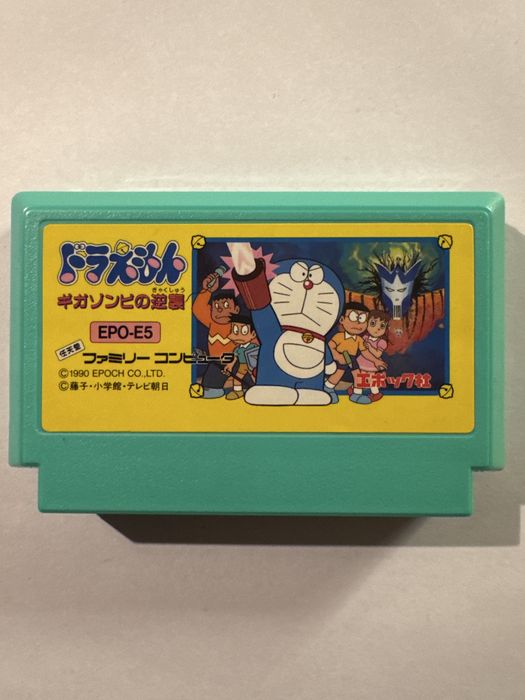 ドラえもん
ぎゃくしゅう
ギガゾンビの逆襲
EPO-E5
任天堂 ファミリー コンピュータ
©1990 EPOCH CO.,LTD.
©藤子・小学館・テレビ朝日
エポック社